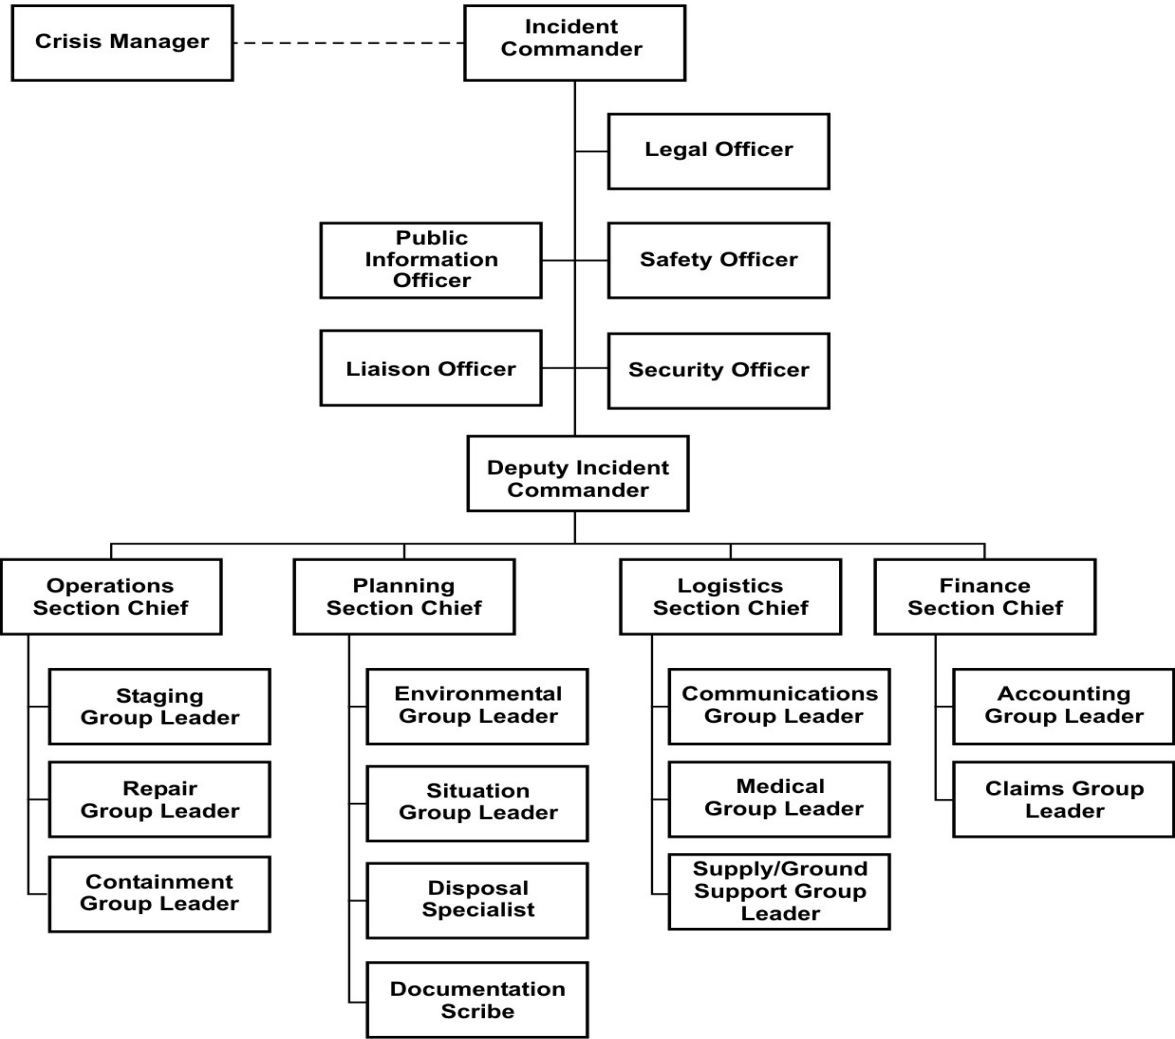 Crisis Manager
Incident
Commander
Legal Officer
Public
Information
Officer
Safety Officer
Liaison Officer
Security Officer
Deputy Incident
Commander
Operations
Section Chief
Planning
Section Chief
Logistics
Section Chief
Finance
Section Chief
Staging
Group Leader
Repair
Group Leader
Containment
Group Leader
Environmental
Group Leader
Situation
Group Leader
Disposal
Specialist
Documentation
Scribe
Communications
Group Leader
Medical
Group Leader
Supply/Ground
Support Group
Leader
Accounting
Group Leader
Claims Group
Leader